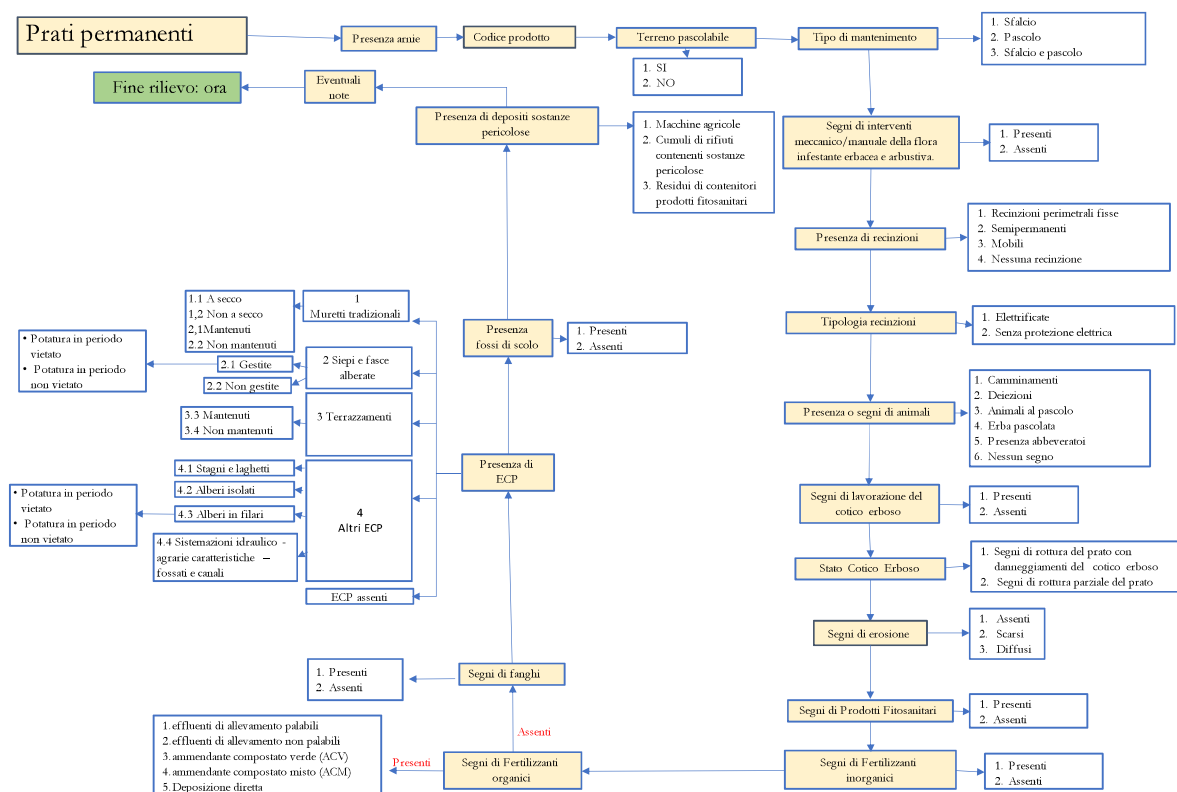 Prati permanenti
Presenza arnie
Codice prodotto
Terreno pascolabile
1. SI
2. NO
Tipo di mantenimento
1. Sfalcio
2. Pascolo
3. Sfalcio e pascolo
Segni di interventi
meccanico/manuale della flora
infestante erbacea e arbustiva.
1. Presenti
2. Assenti
Presenza di recinzioni
1. Recinzioni perimetrali fisse
2. Semipermanenti
3. Mobili
4. Nessuna recinzione
Tipologia recinzioni
1. Elettrificate
2. Senza protezione elettrica
Presenza o segni di animali
1. Camminamenti
2. Deiezioni
3. Animali al pascolo
4. Erba pascolata
5. Presenza abbeveratoi
6. Nessun segno
Segni di lavorazione del
cotico erboso
1. Presenti
2. Assenti
Stato Cotico Erboso
1. Segni di rottura del prato con
danneggiamenti del cotico erboso
2. Segni di rottura parziale del prato
Segni di erosione
1. Assenti
2. Scarsi
3. Diffusi
Segni di Prodotti Fitosanitari
1. Presenti
2. Assenti
Segni di Fertilizzanti
inorganici
1. Presenti
2. Assenti
Segni di Fertilizzanti
organici
Presenti
1. effluenti di allevamento palabili
2. effluenti di allevamento non palabili
3. ammendante compostato verde (ACV)
4. ammendante compostato misto (ACM)
5. Deposizione diretta
Assenti
Segni di fanghi
1. Presenti
2. Assenti
Presenza di
ECP
1
Muretti tradizionali
1.1 A secco
1,2 Non a secco
2,1Mantenuti
2.2 Non mantenuti
2 Siepi e fasce
alberate
2.1 Gestite
2.2 Non gestite
• Potatura in periodo
vietato
• Potatura in periodo
non vietato
3 Terrazzamenti
3.3 Mantenuti
3.4 Non mantenuti
4
Altri ECP
4.1 Stagni e laghetti
4.2 Alberi isolati
4.3 Alberi in filari
• Potatura in periodo
vietato
• Potatura in periodo
non vietato
4.4 Sistemazioni idraulico -
agrarie caratteristiche –
fossati e canali
ECP assenti
Presenza
fossi di scolo
1. Presenti
2. Assenti
Presenza di depositi sostanze
pericolose
1. Macchine agricole
2. Cumuli di rifiuti
contenenti sostanze
pericolose
3. Residui di contenitori
prodotti fitosanitari
Eventuali
note
Fine rilievo: ora